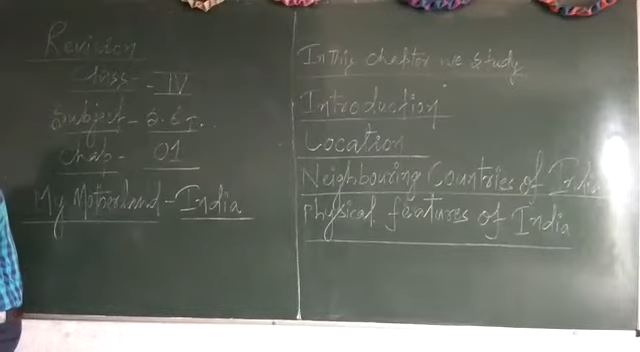 Revision
Class - IV
Subject - S. S T.
Chap - 01
My Motherland - India
In this chapter we study
Introduction
Location
Neighbouring Countries of India
Physical features of India